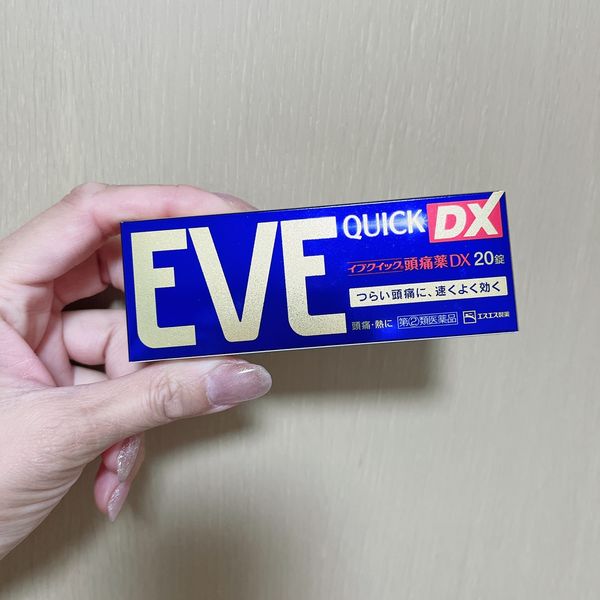 EVE
QUICK DX
イブクイック頭痛薬DX 20錠
つらい頭痛に、速くよく効く
頭痛・熱に 指定②類医薬品 エスエス製薬